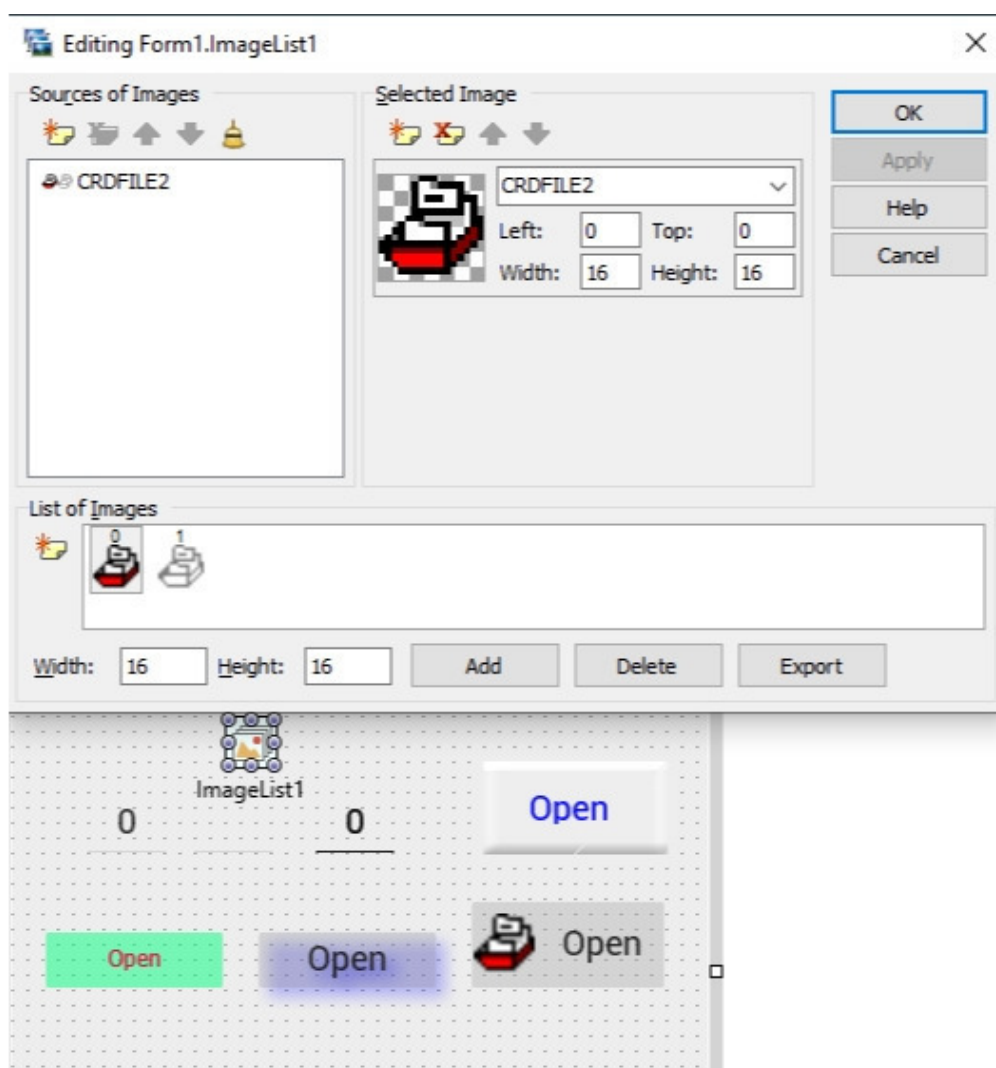 Editing Form1.ImageList1
Sources of Images
CRDFILE2
Selected Image
CRDFILE2
Left: 0 Top: 0
Width: 16 Height: 16
OK
Apply
Help
Cancel
List of Images
0 1
Width: 16 Height: 16 Add Delete Export
ImageList1
0 0 Open
Open Open Open